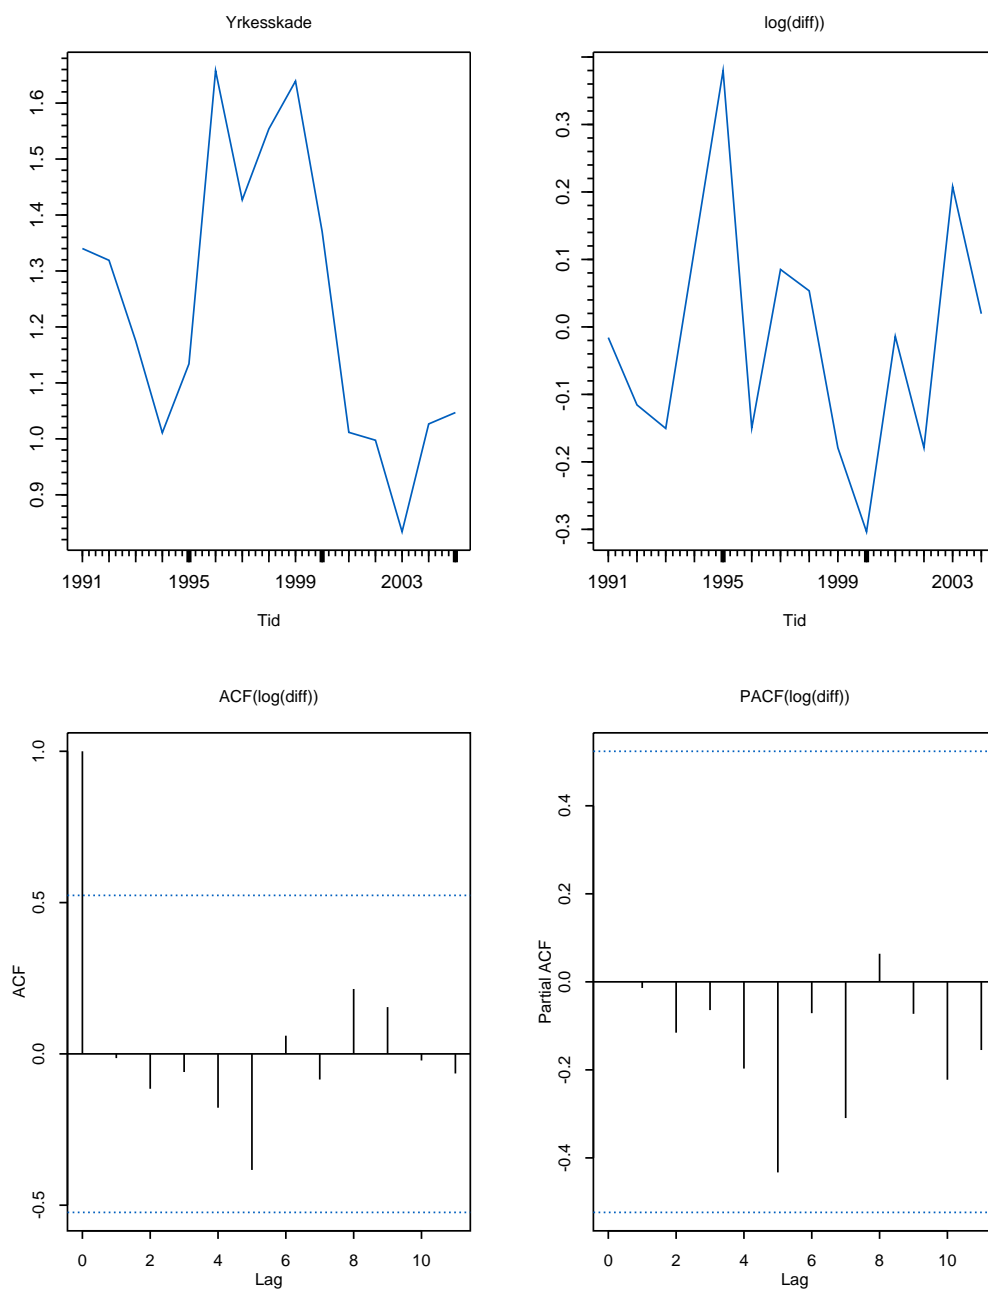 Yrkesskade
1.6
1.5
1.4
1.3
1.2
1.1
1.0
0.9
1991 1995 1999 2003
Tid
log(diff))
0.3
0.2
0.1
0.0
-0.1
-0.2
-0.3
1991 1995 1999 2003
Tid
ACF(log(diff))
ACF
1.0
0.5
0.0
-0.5
0 2 4 6 8 10
Lag
PACF(log(diff))
Partial ACF
0.4
0.2
0.0
-0.2
-0.4
0 2 4 6 8 10
Lag